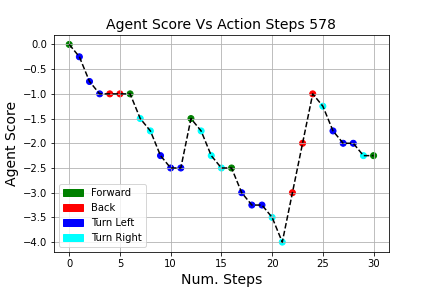 Agent Score Vs Action Steps 578
0.0
−0.5
−1.0
−1.5
−2.0
−2.5
−3.0
−3.5
−4.0
Agent Score
Forward
Back
Turn Left
Turn Right
0 5 10 15 20 25 30
Num. Steps